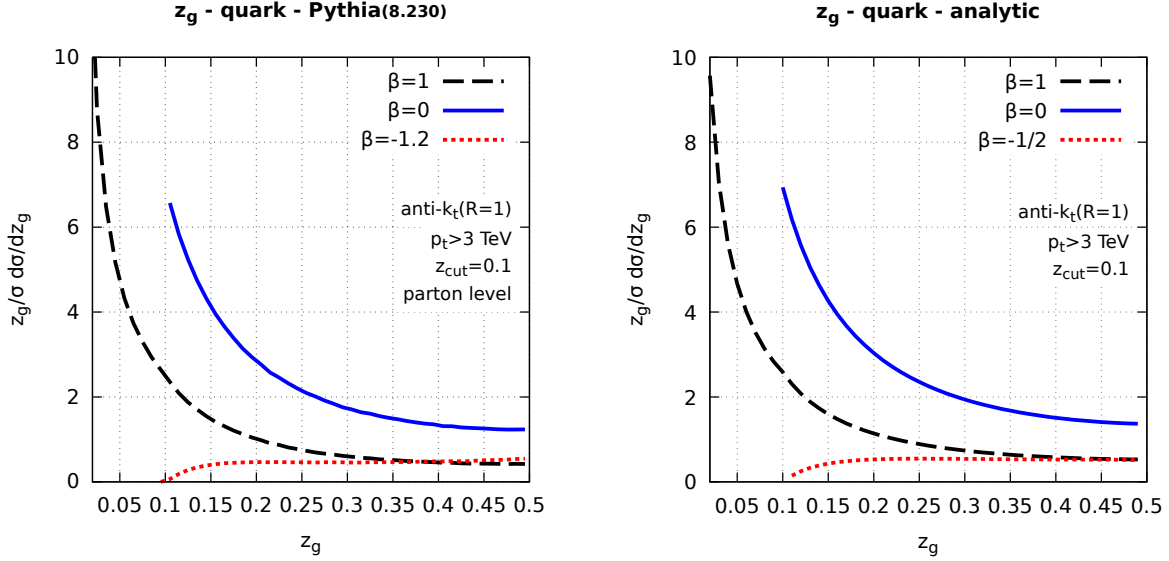 z_g - quark - Pythia(8.230)
z_g/σ dσ/dz_g
10
8
6
4
2
0
β=1
β=0
β=-1.2
anti-k_t(R=1)
p_t>3 TeV
z_cut=0.1
parton level
0.05 0.1 0.15 0.2 0.25 0.3 0.35 0.4 0.45 0.5
z_g
z_g - quark - analytic
z_g/σ dσ/dz_g
10
8
6
4
2
0
β=1
β=0
β=-1/2
anti-k_t(R=1)
p_t>3 TeV
z_cut=0.1
0.05 0.1 0.15 0.2 0.25 0.3 0.35 0.4 0.45 0.5
z_g